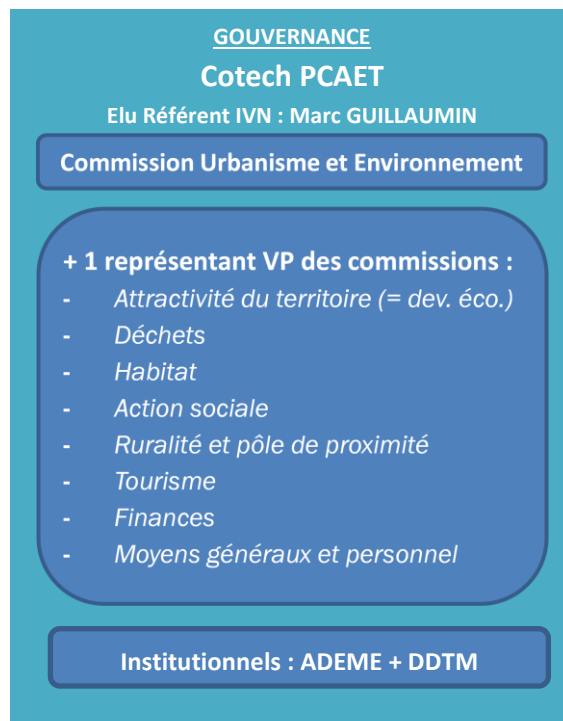 GOUVERNANCE
Cotech PCAET
Elu Référent IVN : Marc GUILLAUMIN
Commission Urbanisme et Environnement
+ 1 représentant VP des commissions :
- Attractivité du territoire (= dev. éco.)
- Déchets
- Habitat
- Action sociale
- Ruralité et pôle de proximité
- Tourisme
- Finances
- Moyens généraux et personnel
Institutionnels : ADEME + DDTM